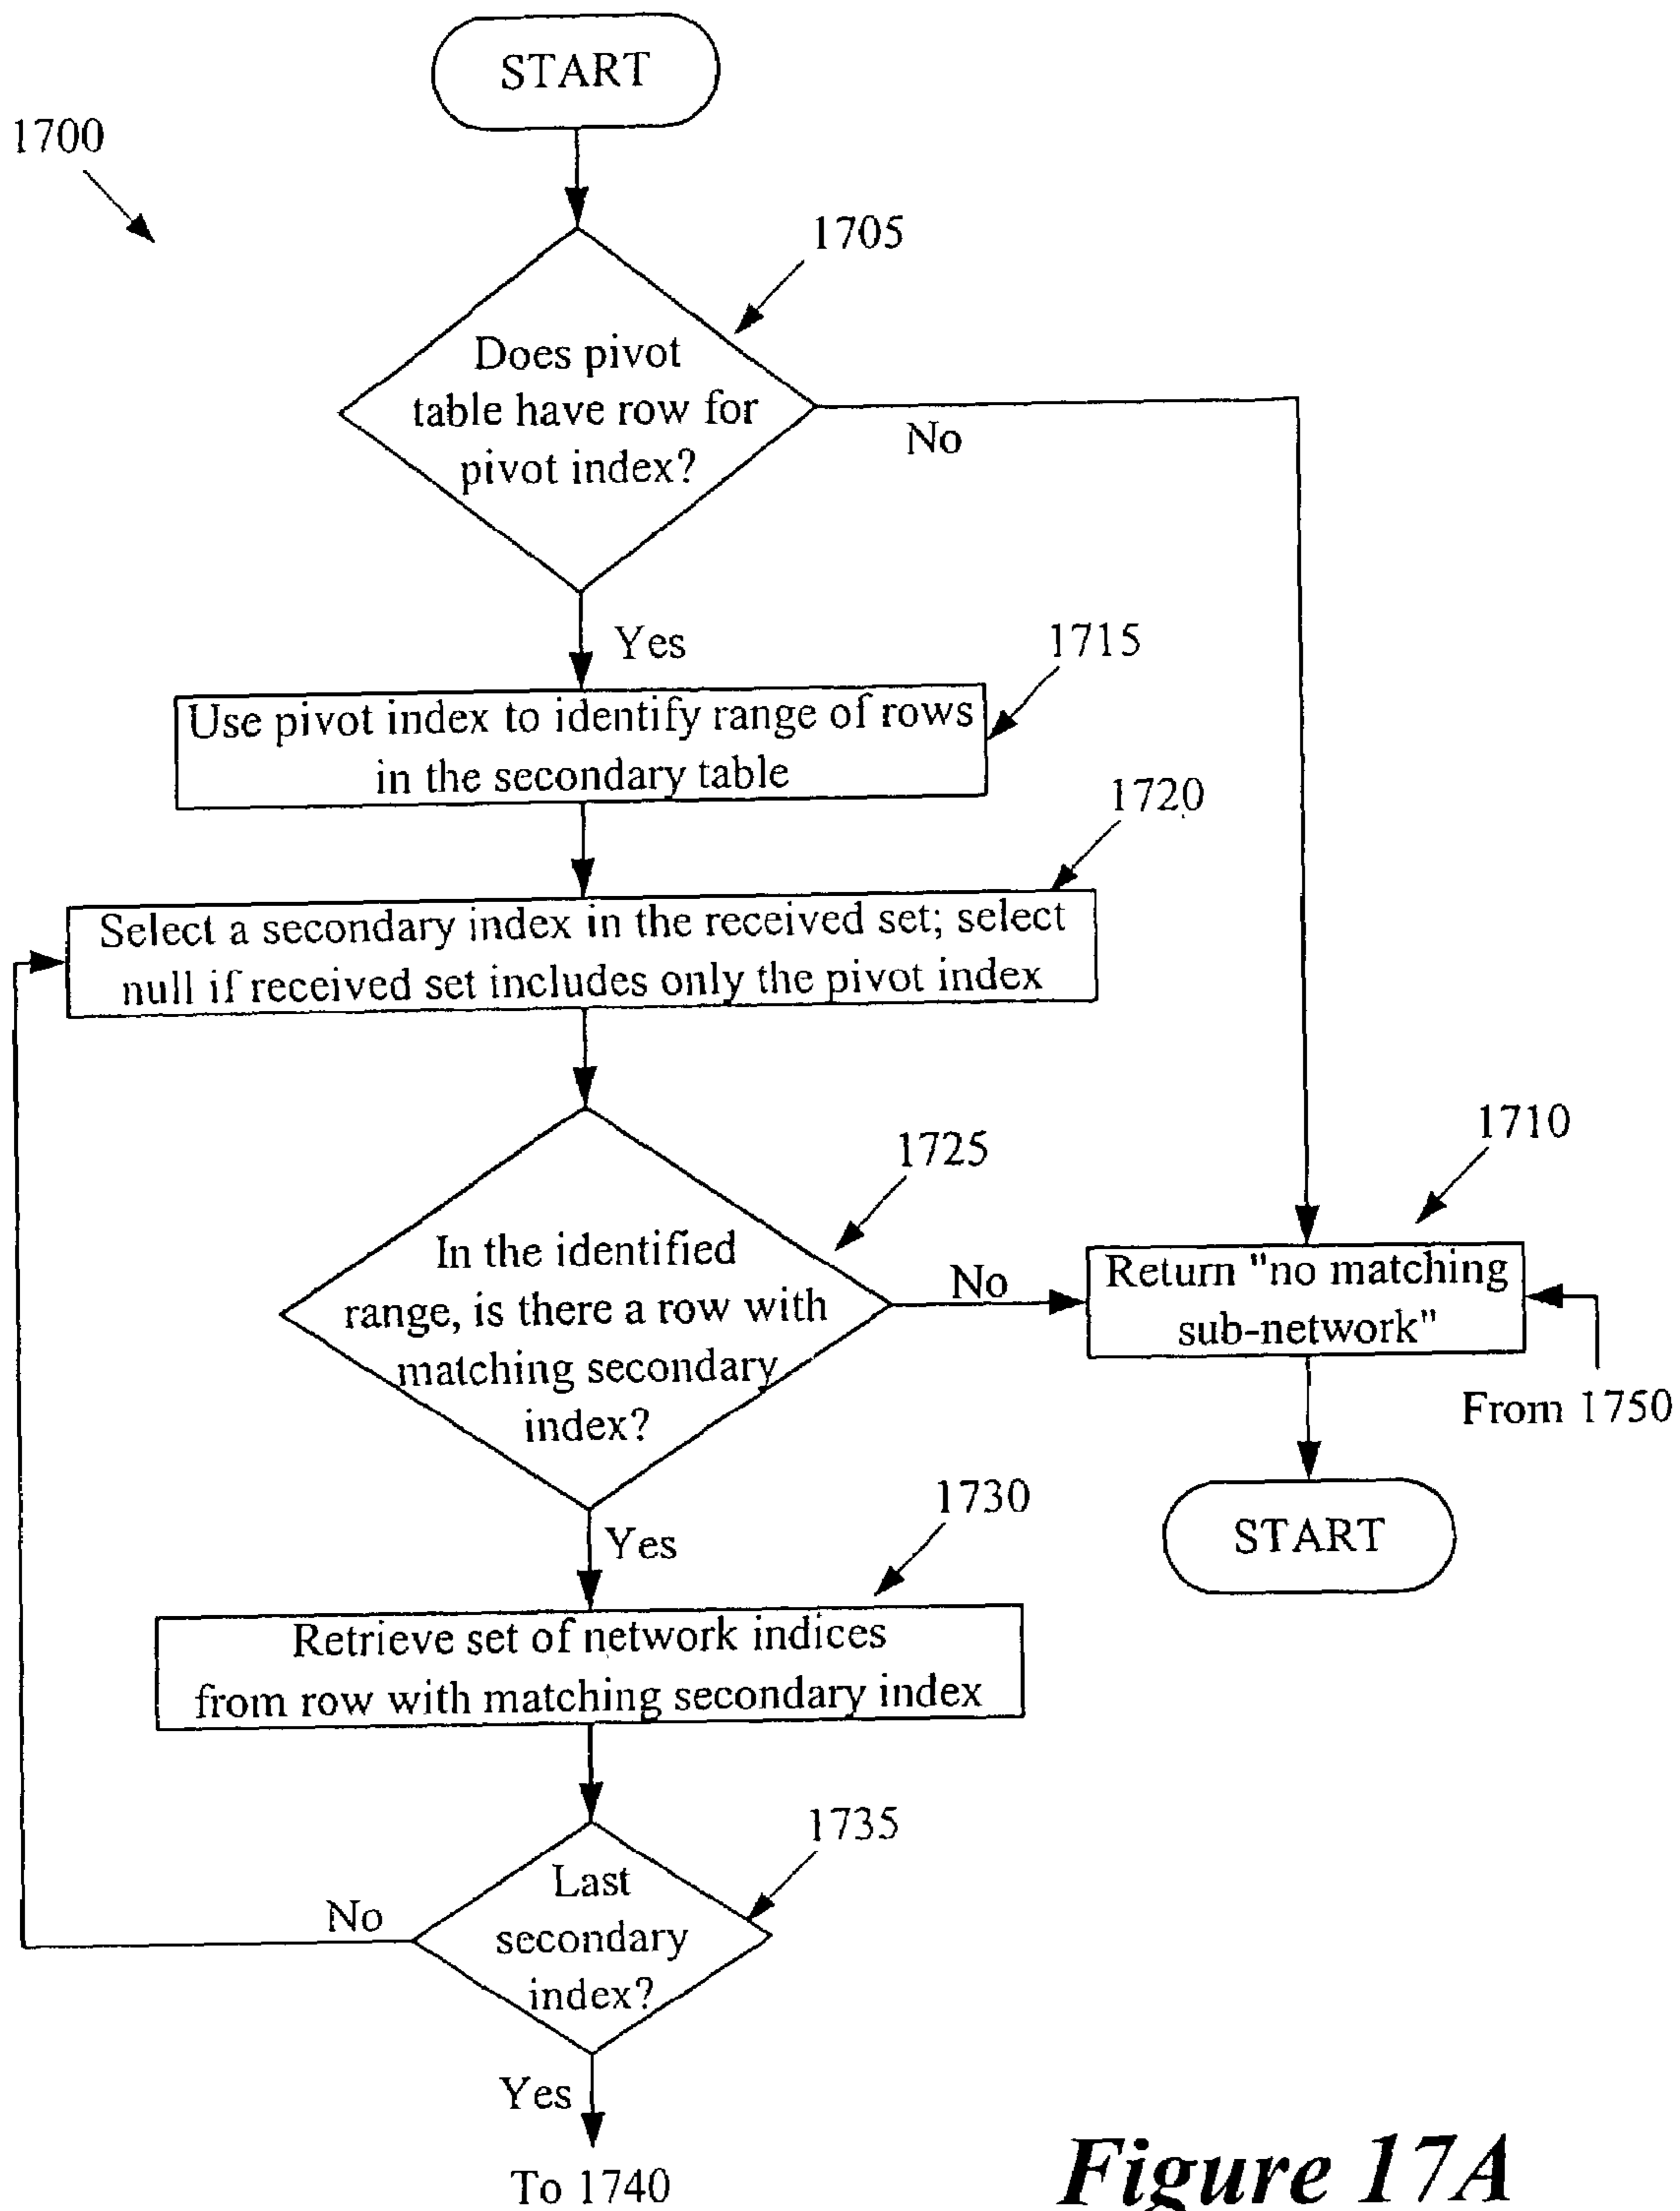 START
1700
1705
Does pivot
table have row for
pivot index?
No
Yes
1715
Use pivot index to identify range of rows
in the secondary table
1720
Select a secondary index in the received set; select
null if received set includes only the pivot index
1725
In the identified
range, is there a row with
matching secondary
index?
No
1710
Return "no matching
sub-network"
From 1750
START
Yes
1730
Retrieve set of network indices
from row with matching secondary index
1735
Last
secondary
index?
No
Yes
To 1740
Figure 17A